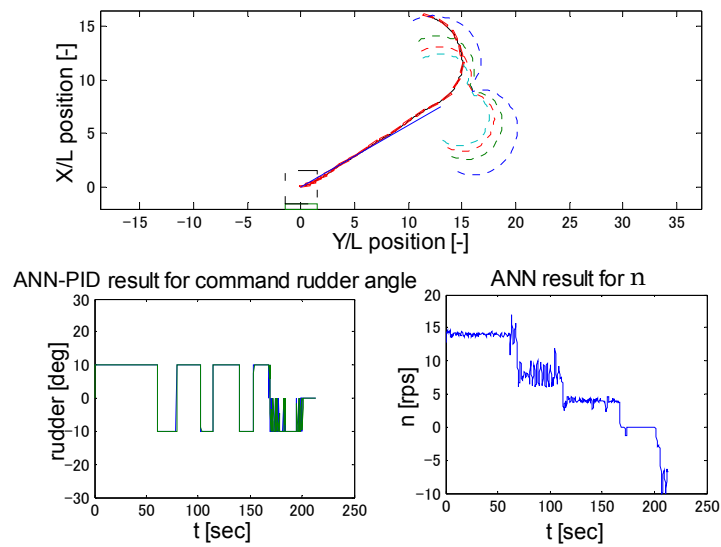 15
10
5
0
X/L position [-]
-15 -10 -5 0 5 10 15 20 25 30 35
Y/L position [-]
ANN-PID result for command rudder angle
30
20
10
0
-10
-20
-30
rudder [deg]
0 50 100 150 200 250
t [sec]
ANN result for n
20
15
10
5
0
-5
-10
n [rps]
0 50 100 150 200 250
t [sec]